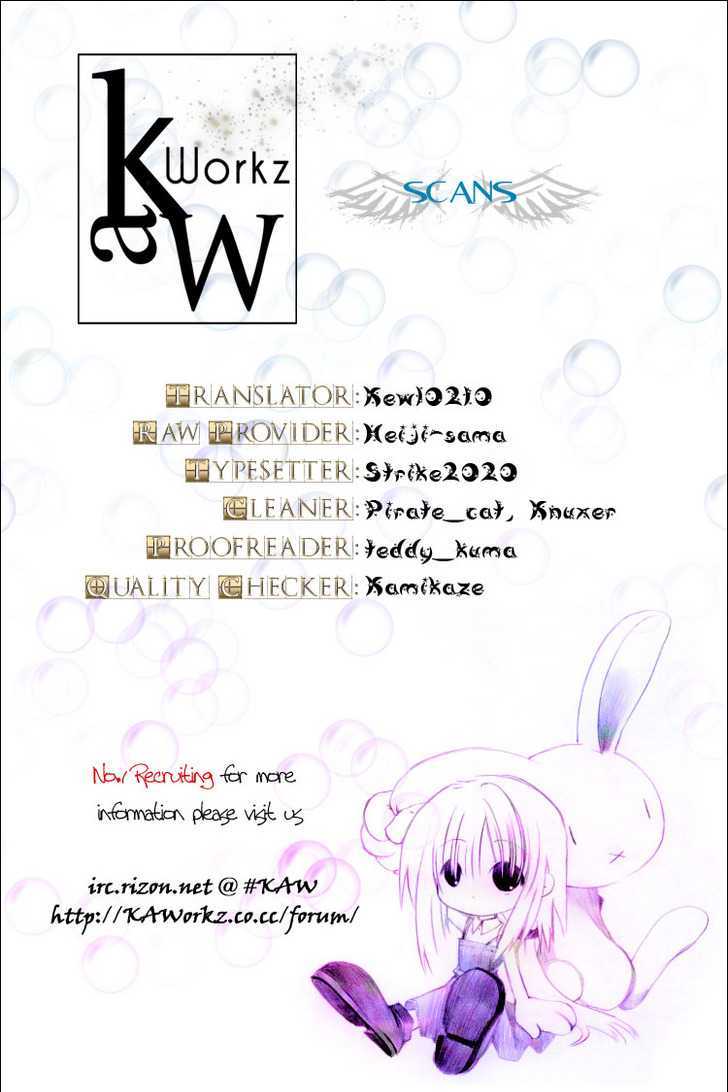 kaW Workz
SCANS
Translator: Kew10210
Raw Provider: Heiji-sama
Typesetter: Strike2020
Cleaner: Pirate_cat, Knuxer
Proofreader: teddy_kuma
Quality Checker: Kamikaze
Now Recruiting for more
information please visit us
irc.rizon.net @ #KAW
http://KAWorkz.co.cc/forum/